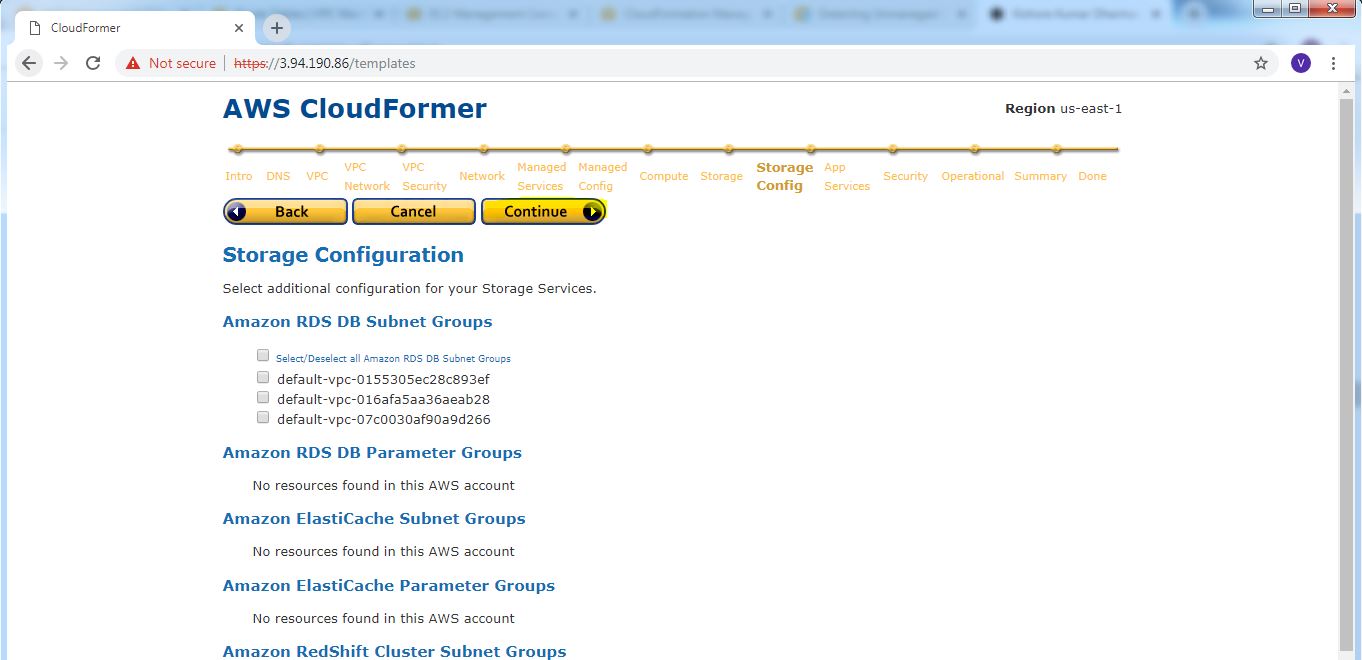 CloudFormer
Not secure https://3.94.190.86/templates V
AWS CloudFormer
Region us-east-1
Intro DNS VPC VPC Network VPC Security Network Managed Services Managed Config Compute Storage Storage Config App Services Security Operational Summary Done
Back Cancel Continue
Storage Configuration
Select additional configuration for your Storage Services.
Amazon RDS DB Subnet Groups
Select/Deselect all Amazon RDS DB Subnet Groups
default-vpc-0155305ec28c893ef
default-vpc-016afa5aa36aeab28
default-vpc-07c0030af90a9d266
Amazon RDS DB Parameter Groups
No resources found in this AWS account
Amazon ElastiCache Subnet Groups
No resources found in this AWS account
Amazon ElastiCache Parameter Groups
No resources found in this AWS account
Amazon RedShift Cluster Subnet Groups